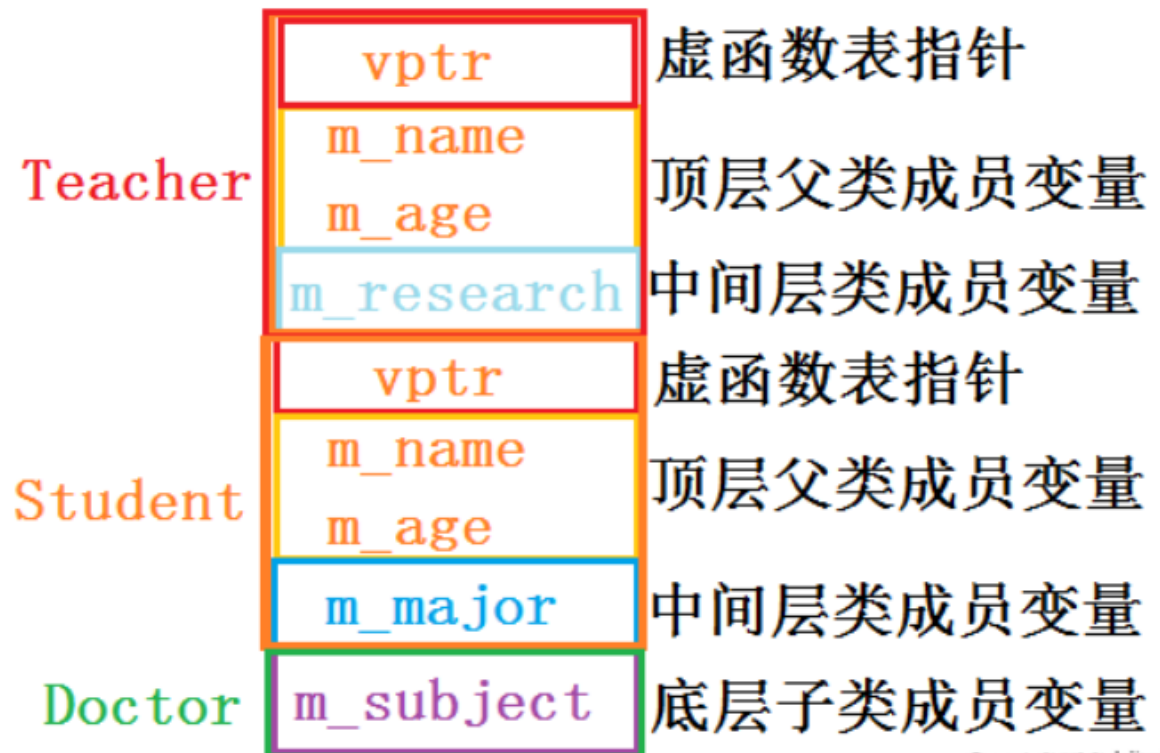 vptr 虚函数表指针
m_name
Teacher 顶层父类成员变量
m_age
m_research 中间层类成员变量
vptr 虚函数表指针
m_name
Student 顶层父类成员变量
m_age
m_major 中间层类成员变量
Doctor m_subject 底层子类成员变量